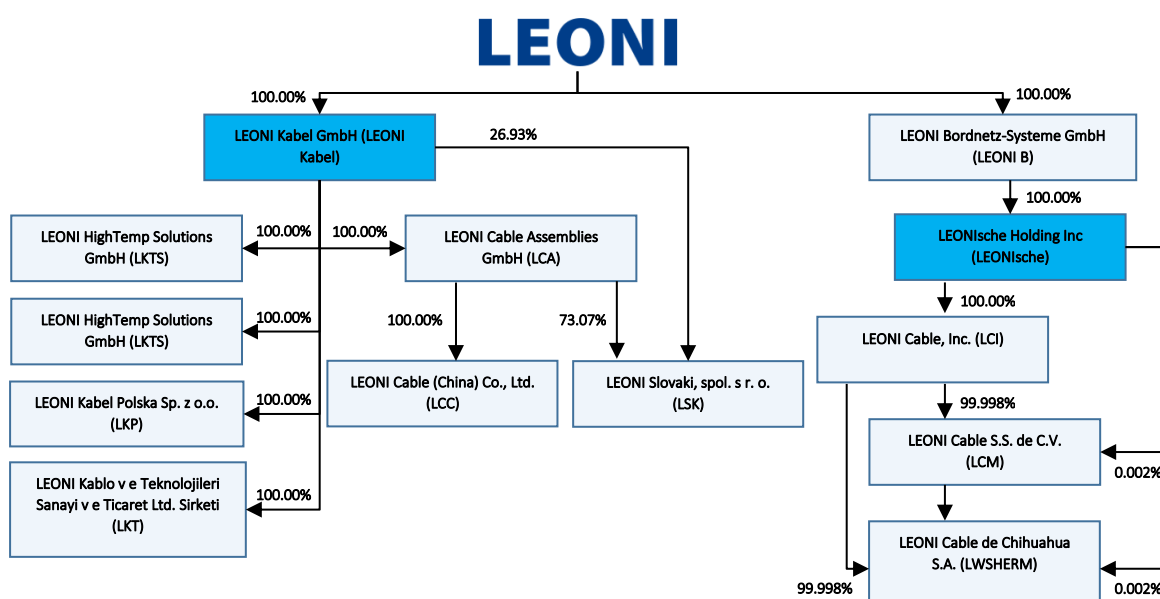 LEONI
100.00%
100.00%
LEONI Kabel GmbH (LEONI
Kabel)
26.93%
LEONI Bordnetz-Systeme GmbH
(LEONI B)
100.00%
LEONI HighTemp Solutions
GmbH (LKTS)
100.00%
100.00%
LEONI Cable Assemblies
GmbH (LCA)
LEONIsche Holding Inc
(LEONIsche)
LEONI HighTemp Solutions
GmbH (LKTS)
100.00%
100.00%
73.07%
100.00%
LEONI Cable, Inc. (LCI)
LEONI Kabel Polska Sp. z o.o.
(LKP)
100.00%
LEONI Cable (China) Co., Ltd.
(LCC)
LEONI Slovaki, spol. s r. o.
(LSK)
99.998%
LEONI Cable S.S. de C.V.
(LCM)
0.002%
LEONI Kablo v e Teknolojileri
Sanayi v e Ticaret Ltd. Sirketi
(LKT)
100.00%
LEONI Cable de Chihuahua
S.A. (LWSHERM)
99.998%
0.002%